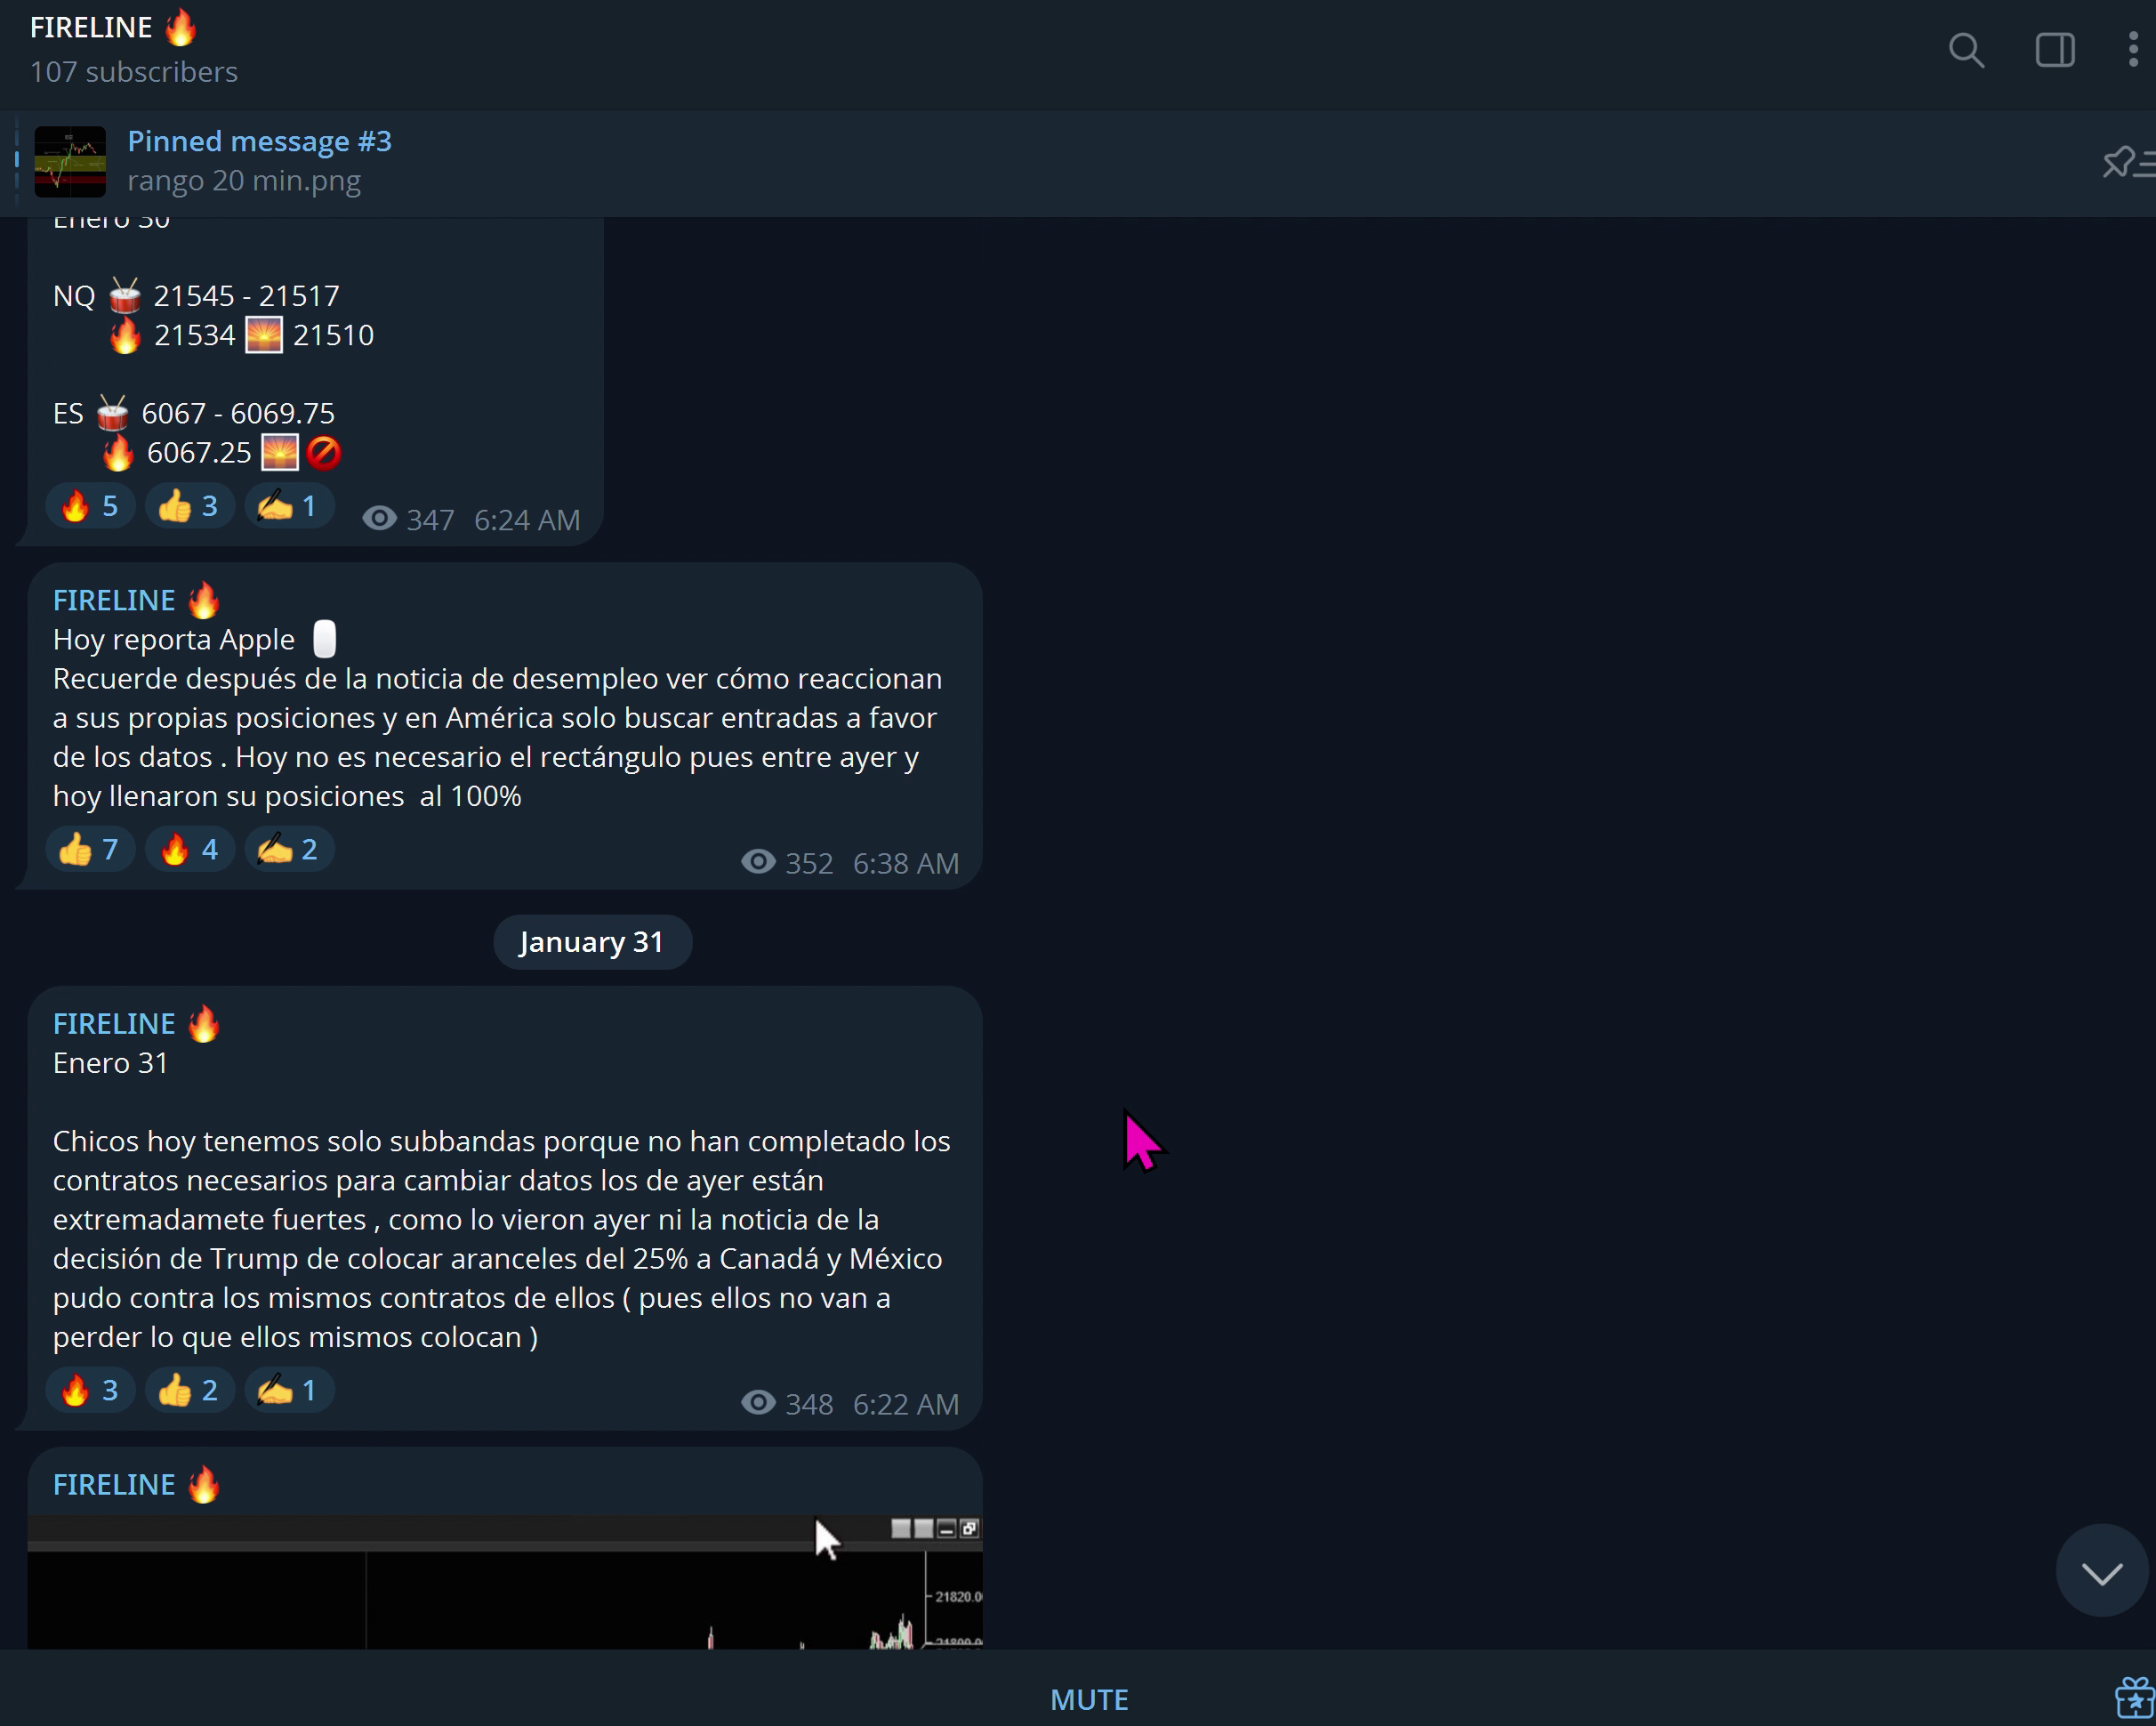 FIRELINE 🔥
107 subscribers
Pinned message #3
rango 20 min.png
Enero 30
NQ 🥁 21545 - 21517
🔥 21534 🌅 21510
ES 🥁 6067 - 6069.75
🔥 6067.25 🌅🚫
🔥 5 👍 3 ✍ 1 347 6:24 AM
FIRELINE 🔥
Hoy reporta Apple
Recuerde después de la noticia de desempleo ver cómo reaccionan
a sus propias posiciones y en América solo buscar entradas a favor
de los datos . Hoy no es necesario el rectángulo pues entre ayer y
hoy llenaron su posiciones  al 100%
👍 7 🔥 4 ✍ 2 352 6:38 AM
January 31
FIRELINE 🔥
Enero 31
Chicos hoy tenemos solo subbandas porque no han completado los
contratos necesarios para cambiar datos los de ayer están
extremadamete fuertes , como lo vieron ayer ni la noticia de la
decisión de Trump de colocar aranceles del 25% a Canadá y México
pudo contra los mismos contratos de ellos ( pues ellos no van a
perder lo que ellos mismos colocan )
🔥 3 👍 2 ✍ 1 348 6:22 AM
FIRELINE 🔥
21820.0
MUTE